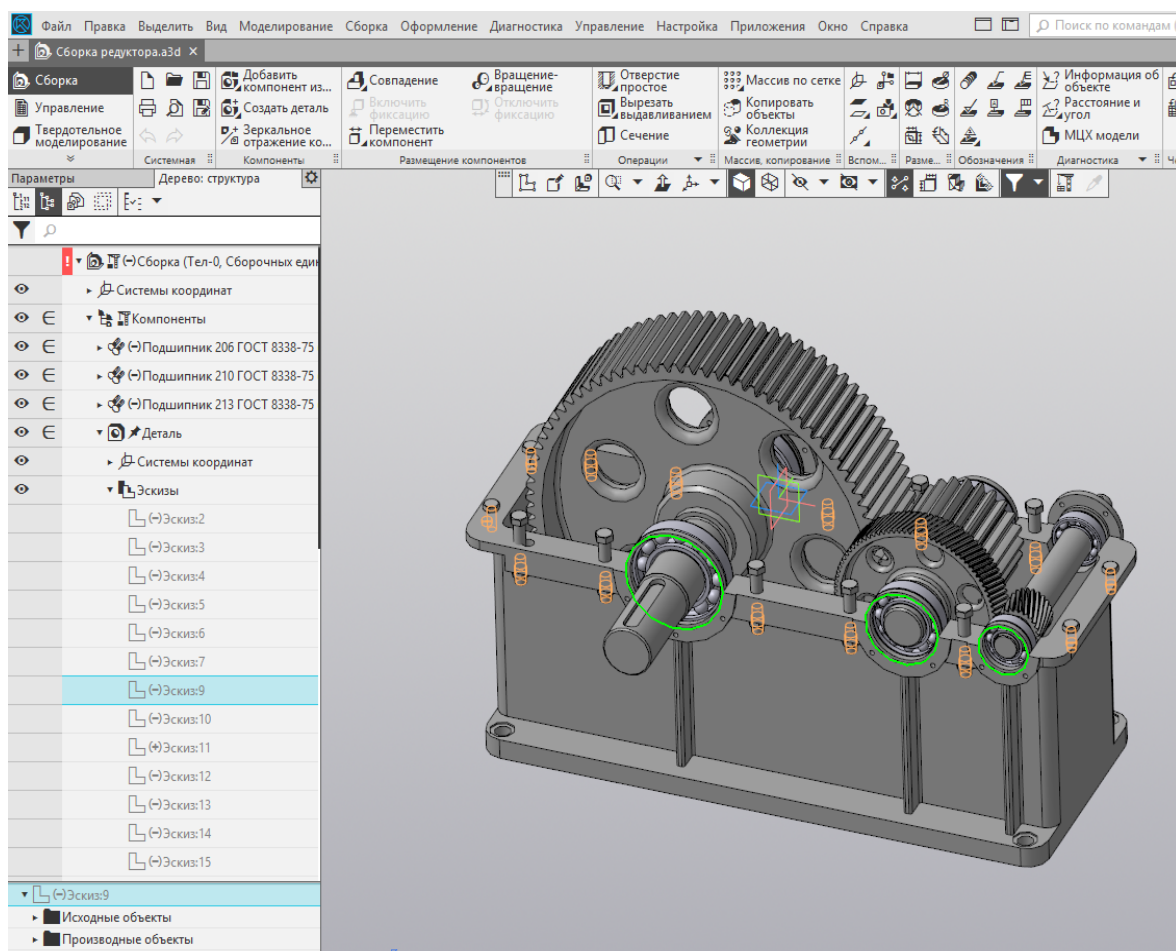 Файл Правка Выделить Вид Моделирование Сборка Оформление Диагностика Управление Настройка Приложения Окно Справка Поиск по командам
Сборка редуктора.a3d
Сборка
Управление
Твердотельное моделирование
Системная
Добавить компонент из...
Создать деталь
Зеркальное отражение ко...
Компоненты
Совпадение
Включить фиксацию
Переместить компонент
Вращение-вращение
Отключить фиксацию
Размещение компонентов
Отверстие простое
Вырезать выдавливанием
Сечение
Операции
Массив по сетке
Копировать объекты
Коллекция геометрии
Массив, копирование
Вспом...
Разме...
Обозначения
Информация об объекте
Расстояние и угол
МЦХ модели
Диагностика
Параметры
Дерево: структура
(-)Сборка (Тел-0, Сборочных един
Системы координат
Компоненты
(-)Подшипник 206 ГОСТ 8338-75
(-)Подшипник 210 ГОСТ 8338-75
(-)Подшипник 213 ГОСТ 8338-75
Деталь
Системы координат
Эскизы
(-)Эскиз:2
(-)Эскиз:3
(-)Эскиз:4
(-)Эскиз:5
(-)Эскиз:6
(-)Эскиз:7
(-)Эскиз:9
(-)Эскиз:10
(+)Эскиз:11
(-)Эскиз:12
(-)Эскиз:13
(-)Эскиз:14
(-)Эскиз:15
(-)Эскиз:9
Исходные объекты
Производные объекты